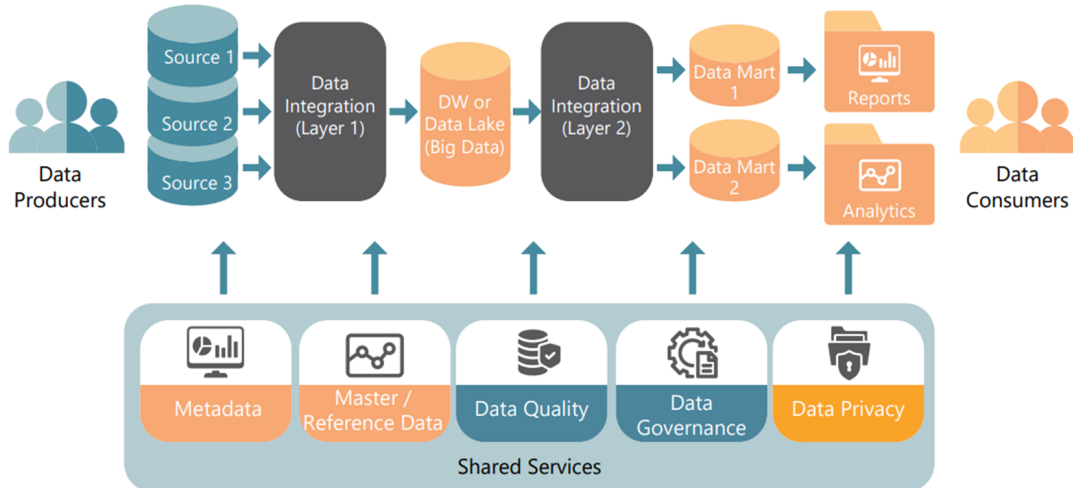 Data
Producers
Source 1
Source 2
Source 3
Data
Integration
(Layer 1)
DW or
Data Lake
(Big Data)
Data
Integration
(Layer 2)
Data Mart
1
Data Mart
2
Reports
Analytics
Data
Consumers
Metadata
Master /
Reference Data
Data Quality
Data
Governance
Data Privacy
Shared Services